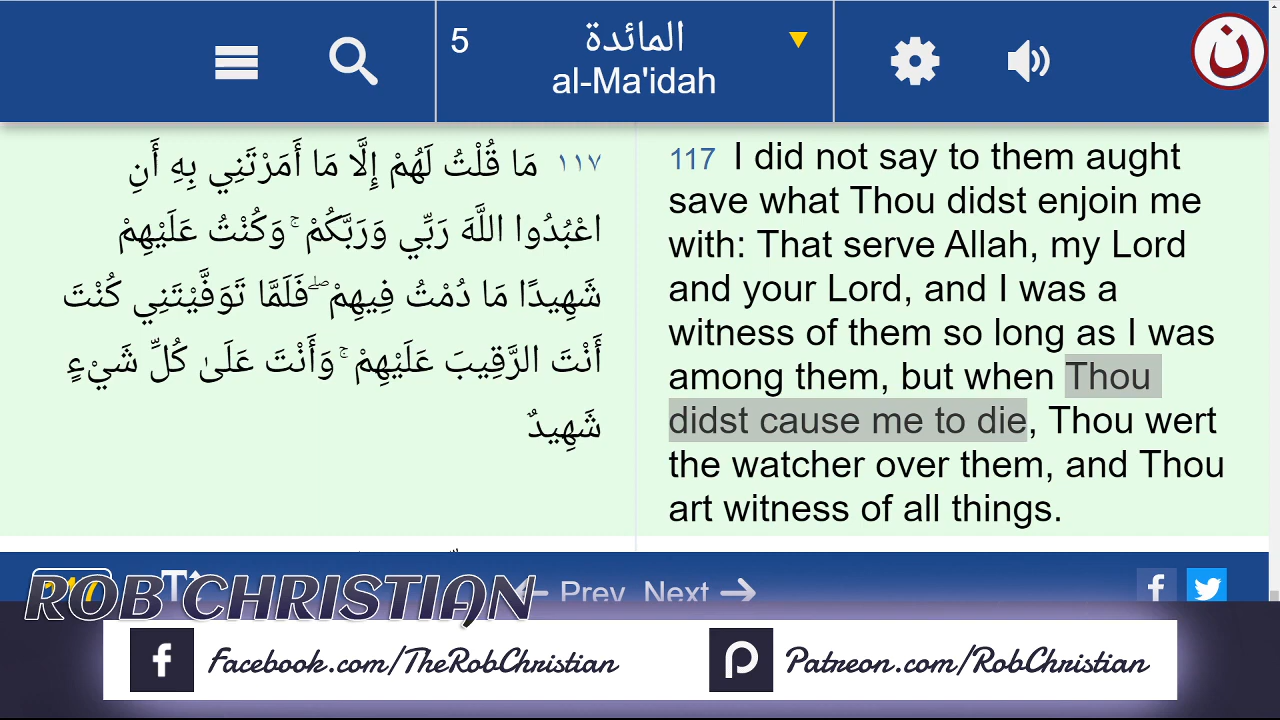 5
المائدة
al-Ma'idah
ن
١١٧ مَا قُلْتُ لَهُمْ إِلَّا مَا أَمَرْتَنِي بِهِ أَنِ
اعْبُدُوا اللَّهَ رَبِّي وَرَبَّكُمْ ۚ وَكُنْتُ عَلَيْهِمْ
شَهِيدًا مَا دُمْتُ فِيهِمْ ۖ فَلَمَّا تَوَفَّيْتَنِي كُنْتَ
أَنْتَ الرَّقِيبَ عَلَيْهِمْ ۚ وَأَنْتَ عَلَىٰ كُلِّ شَيْءٍ
شَهِيدٌ
117 I did not say to them aught
save what Thou didst enjoin me
with: That serve Allah, my Lord
and your Lord, and I was a
witness of them so long as I was
among them, but when Thou
didst cause me to die, Thou wert
the watcher over them, and Thou
art witness of all things.
Prev Next
ROB CHRISTIAN
Facebook.com/TheRobChristian
Patreon.com/RobChristian